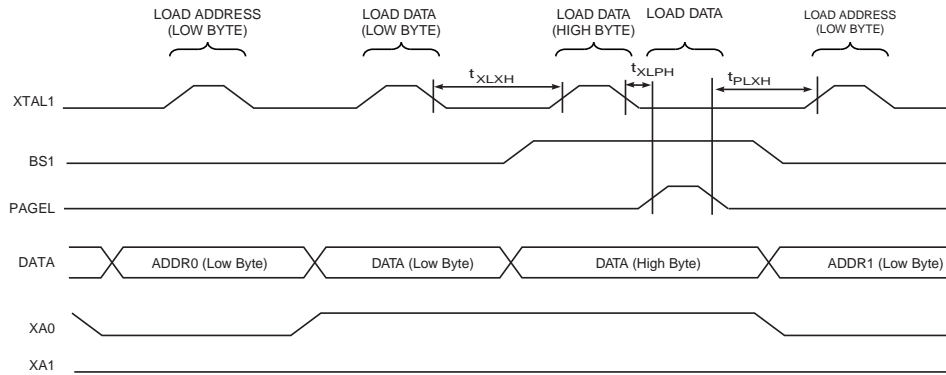 LOAD ADDRESS
(LOW BYTE)
LOAD DATA
(LOW BYTE)
LOAD DATA
(HIGH BYTE)
LOAD DATA
LOAD ADDRESS
(LOW BYTE)
XTAL1
tXLXH
tXLPH
tPLXH
BS1
PAGEL
DATA
ADDR0 (Low Byte)
DATA (Low Byte)
DATA (High Byte)
ADDR1 (Low Byte)
XA0
XA1